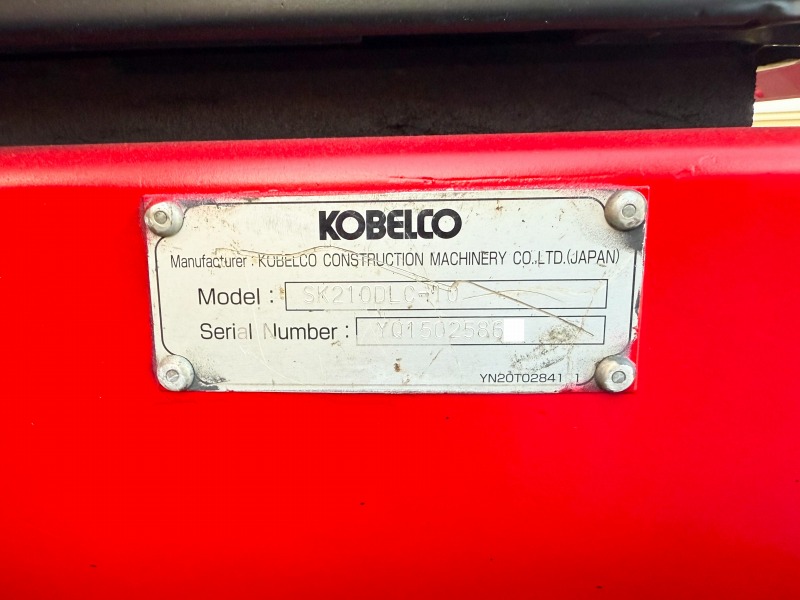 KOBELCO
Manufacturer : KOBELCO CONSTRUCTION MACHINERY CO.,LTD.(JAPAN)
Model : SK210DLC-10
Serial Number : YQ1502586
YN20T02841 1